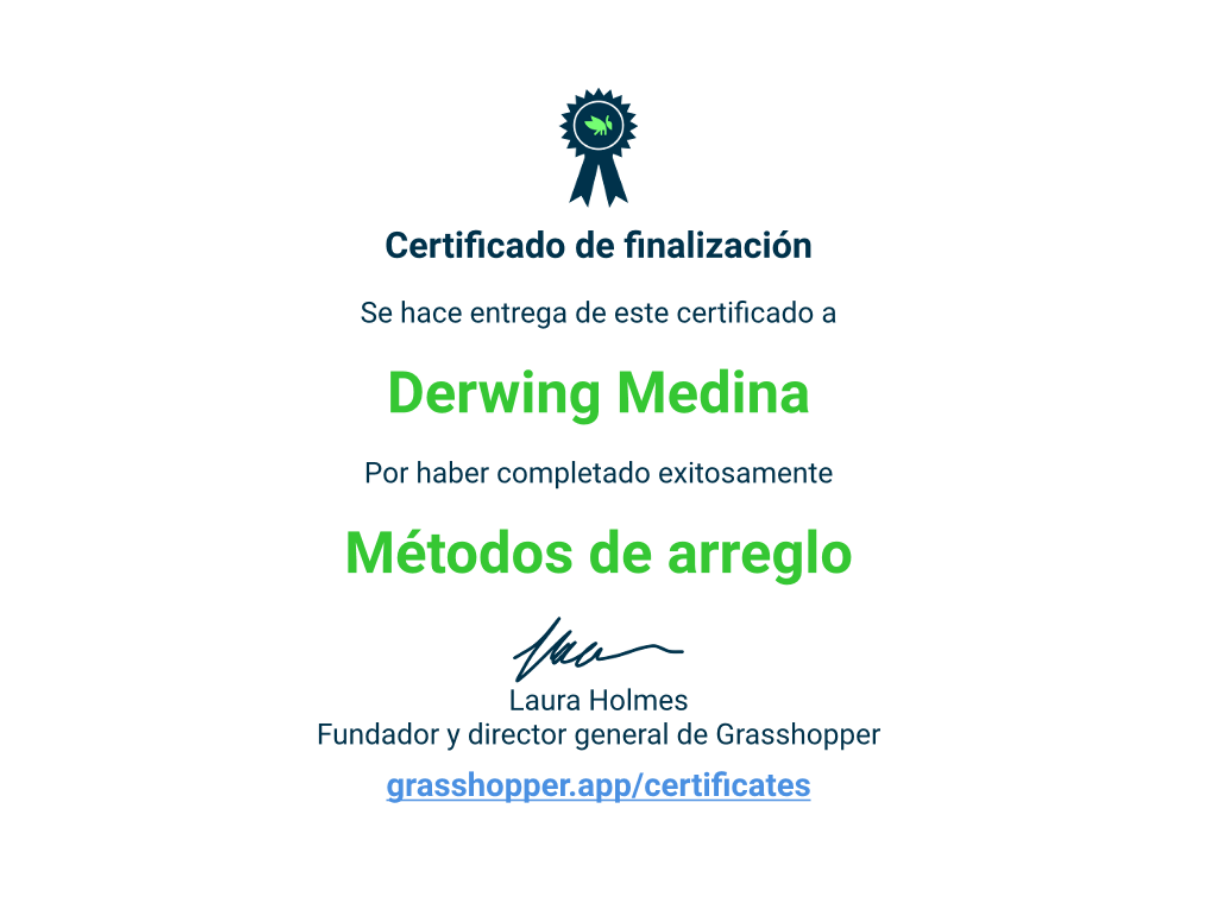 Certificado de finalización
Se hace entrega de este certificado a
Derwing Medina
Por haber completado exitosamente
Métodos de arreglo
Laura Holmes
Fundador y director general de Grasshopper
grasshopper.app/certificates